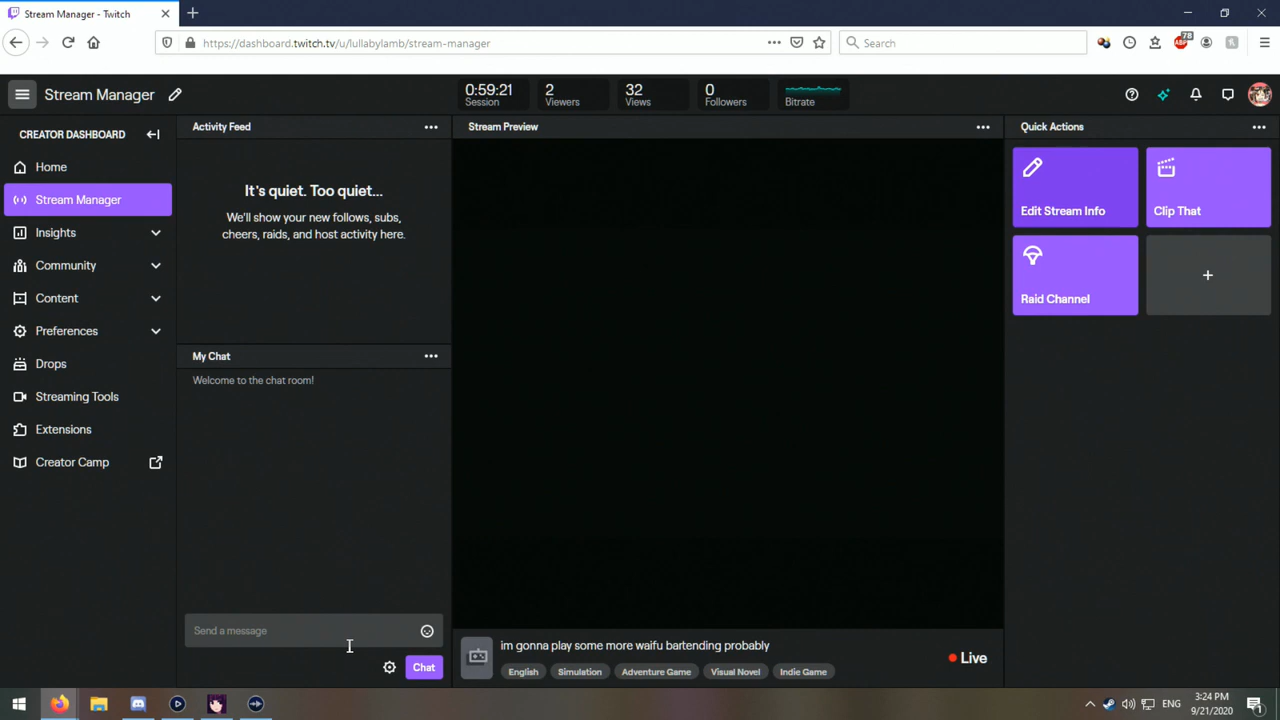 Stream Manager - Twitch
https://dashboard.twitch.tv/u/lullabylamb/stream-manager
Search
78
ABP
Stream Manager
0:59:21
Session
2
Viewers
32
Views
0
Followers
Bitrate
CREATOR DASHBOARD
Home
Stream Manager
Insights
Community
Content
Preferences
Drops
Streaming Tools
Extensions
Creator Camp
Activity Feed
It's quiet. Too quiet...
We'll show your new follows, subs,
cheers, raids, and host activity here.
My Chat
Welcome to the chat room!
Send a message
Chat
Stream Preview
im gonna play some more waifu bartending probably
English Simulation Adventure Game Visual Novel Indie Game
Live
Quick Actions
Edit Stream Info
Clip That
Raid Channel
ENG
3:24 PM
9/21/2020
1